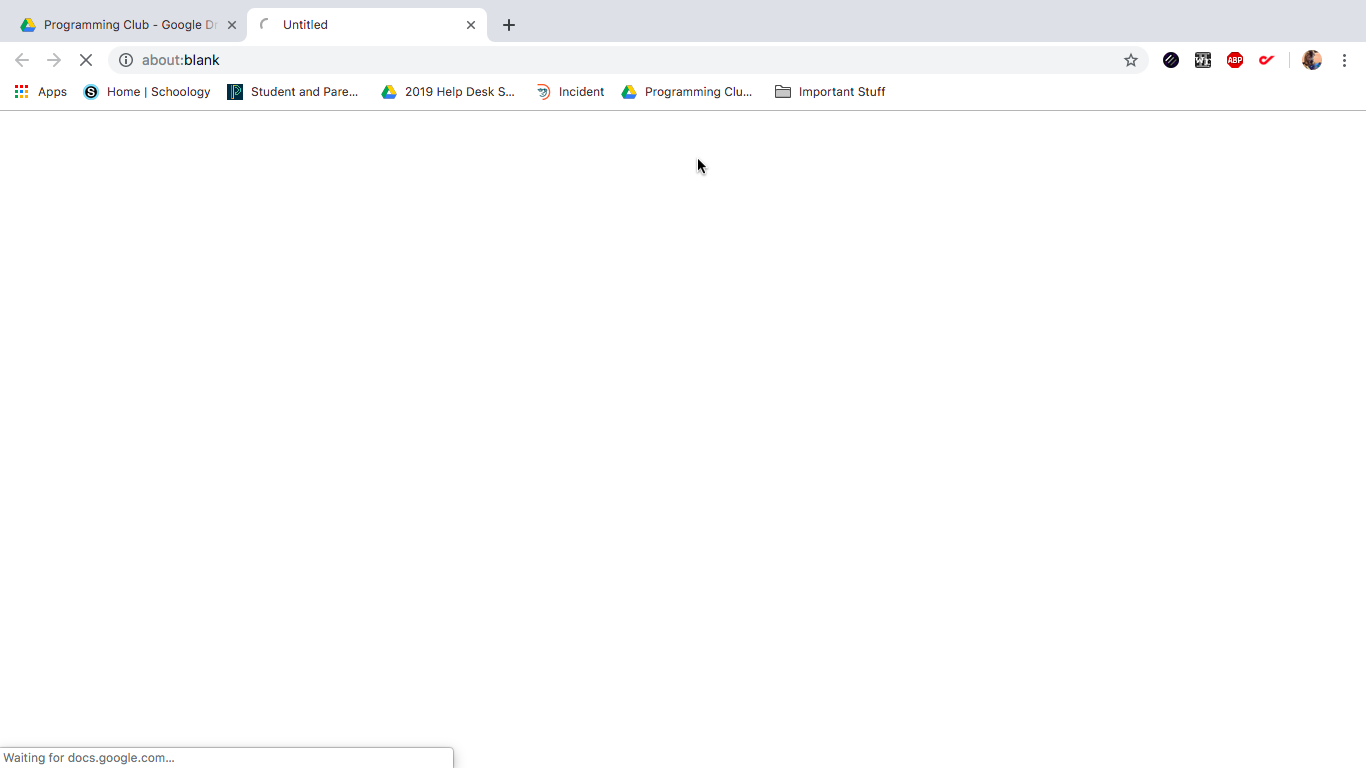 Programming Club - Google Dr
Untitled
about:blank
ABP
Apps
Home | Schoology
Student and Pare...
2019 Help Desk S...
Incident
Programming Clu...
Important Stuff
Waiting for docs.google.com...